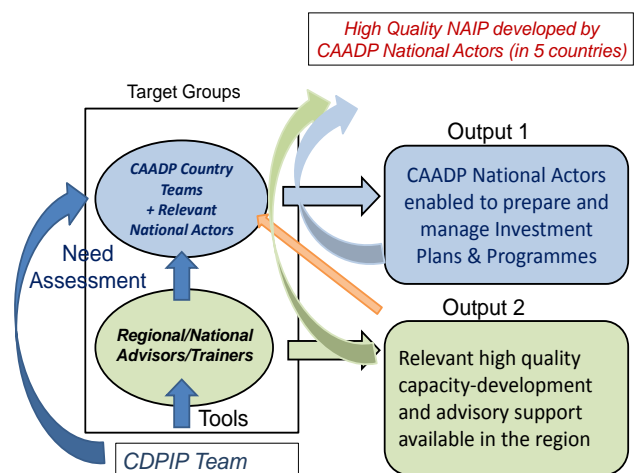 High Quality NAIP developed by
CAADP National Actors (in 5 countries)
Target Groups
Output 1
CAADP Country
Teams
+ Relevant
National Actors
CAADP National Actors
enabled to prepare and
manage Investment
Plans & Programmes
Need
Assessment
Output 2
Regional/National
Advisors/Trainers
Relevant high quality
capacity-development
and advisory support
available in the region
Tools
CDPIP Team